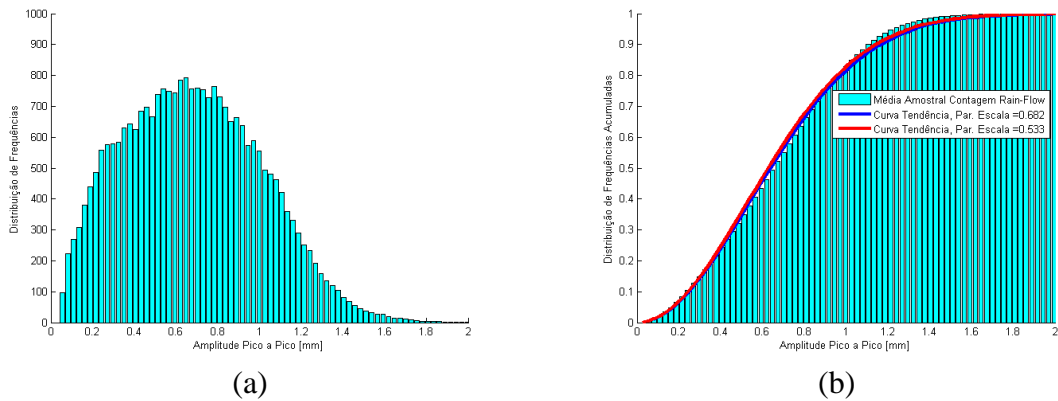 1000
900
800
700
600
500
400
300
200
100
0
Distribuição de Frequências
0 0.2 0.4 0.6 0.8 1 1.2 1.4 1.6 1.8 2
Amplitude Pico a Pico [mm]
(a)
1
0.9
0.8
0.7
0.6
0.5
0.4
0.3
0.2
0.1
0
Distribuição de Frequências Acumuladas
Média Amostral Contagem Rain-Flow
Curva Tendência, Par. Escala =0.682
Curva Tendência, Par. Escala =0.533
0 0.2 0.4 0.6 0.8 1 1.2 1.4 1.6 1.8 2
Amplitude Pico a Pico [mm]
(b)